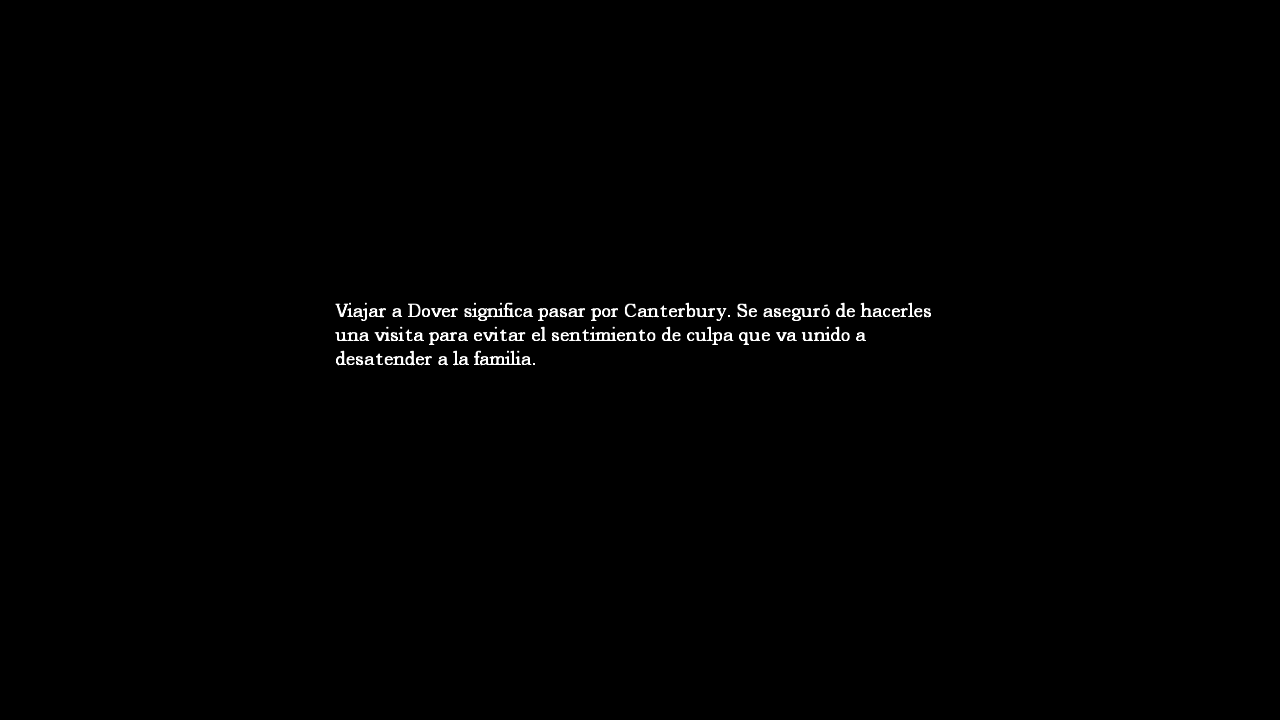 Viajar a Dover significa pasar por Canterbury. Se aseguró de hacerles
una visita para evitar el sentimiento de culpa que va unido a
desatender a la familia.